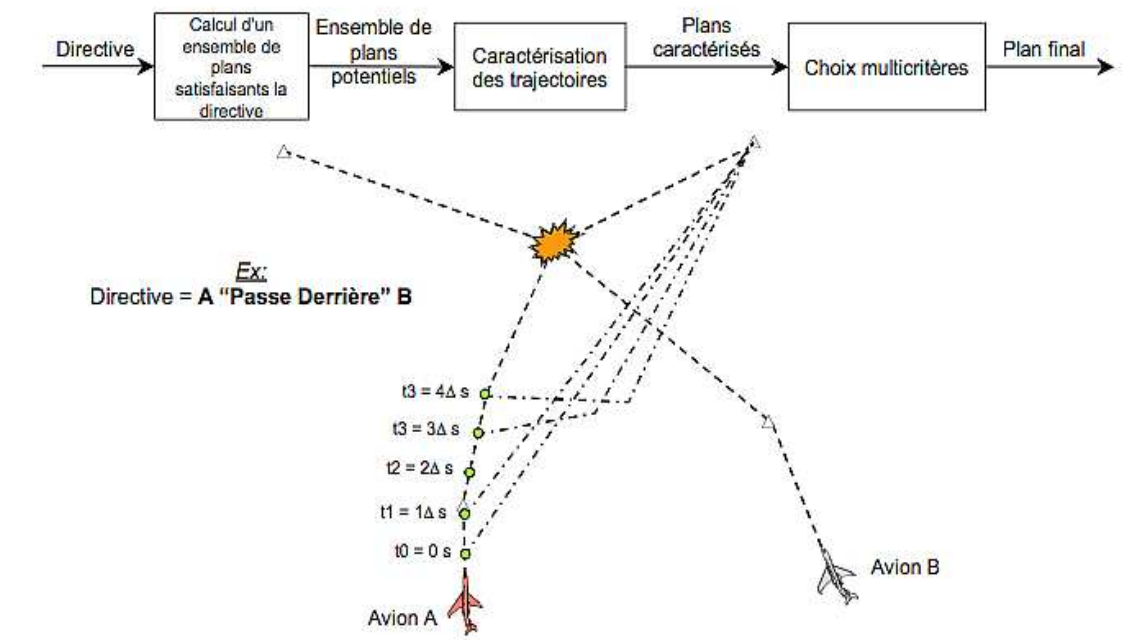 Directive
Calcul d'un
ensemble de
plans
satisfaisants la
directive
Ensemble de
plans
potentiels
Caractérisation
des trajectoires
Plans
caractérisés
Choix multicritères
Plan final
Ex:
Directive = A “Passe Derrière” B
t3 = 4Δ s
t3 = 3Δ s
t2 = 2Δ s
t1 = 1Δ s
t0 = 0 s
Avion A
Avion B